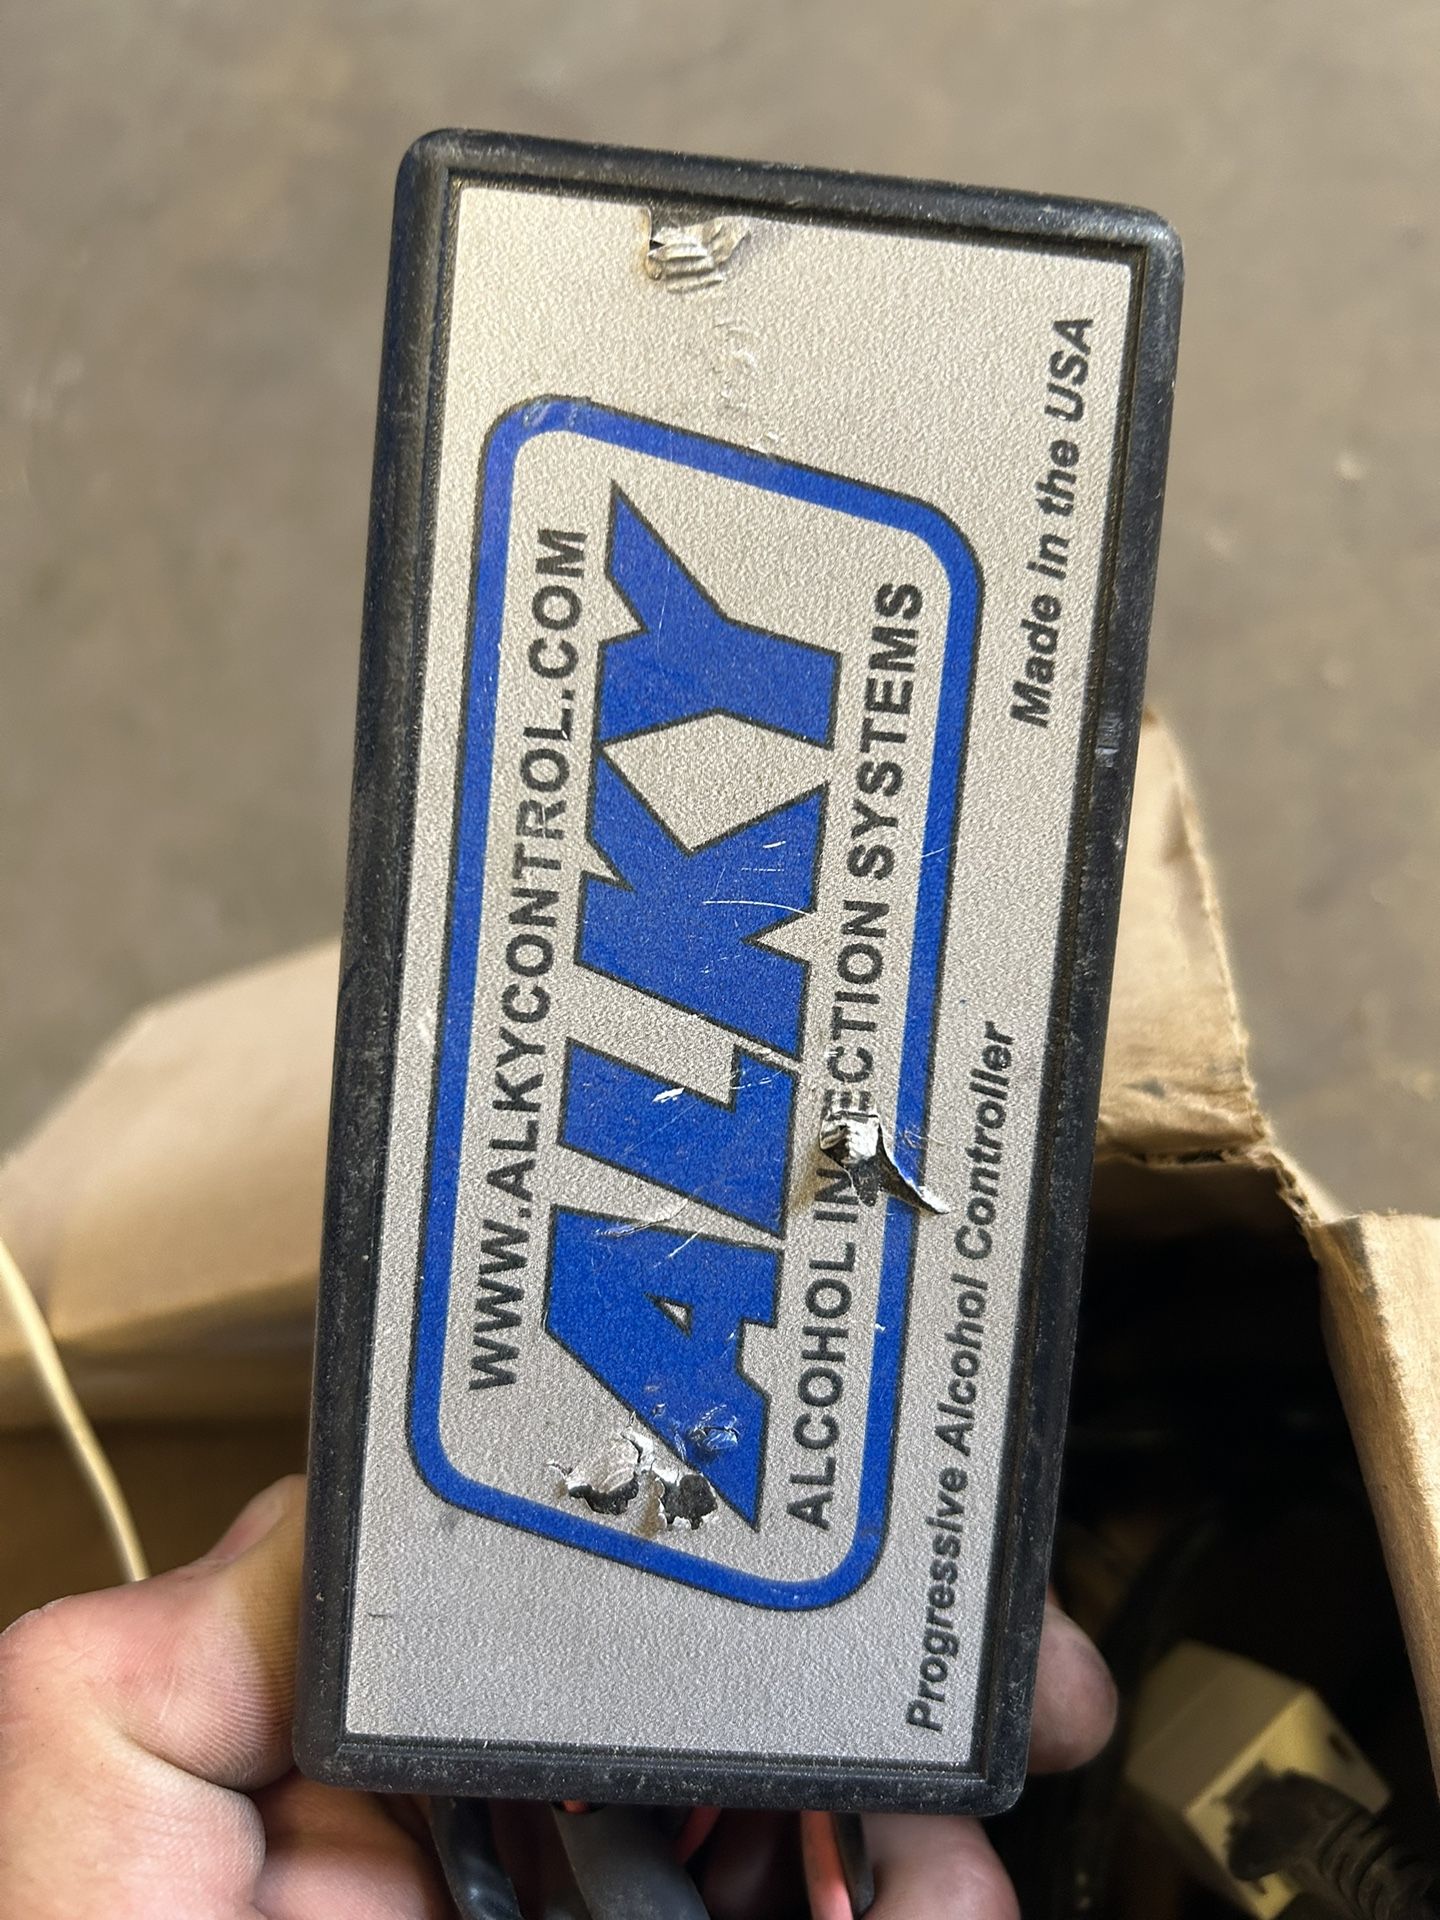 WWW.ALKYCONTROL.COM
ALKY
ALCOHOL INJECTION SYSTEMS
Progressive Alcohol Controller
Made in the USA